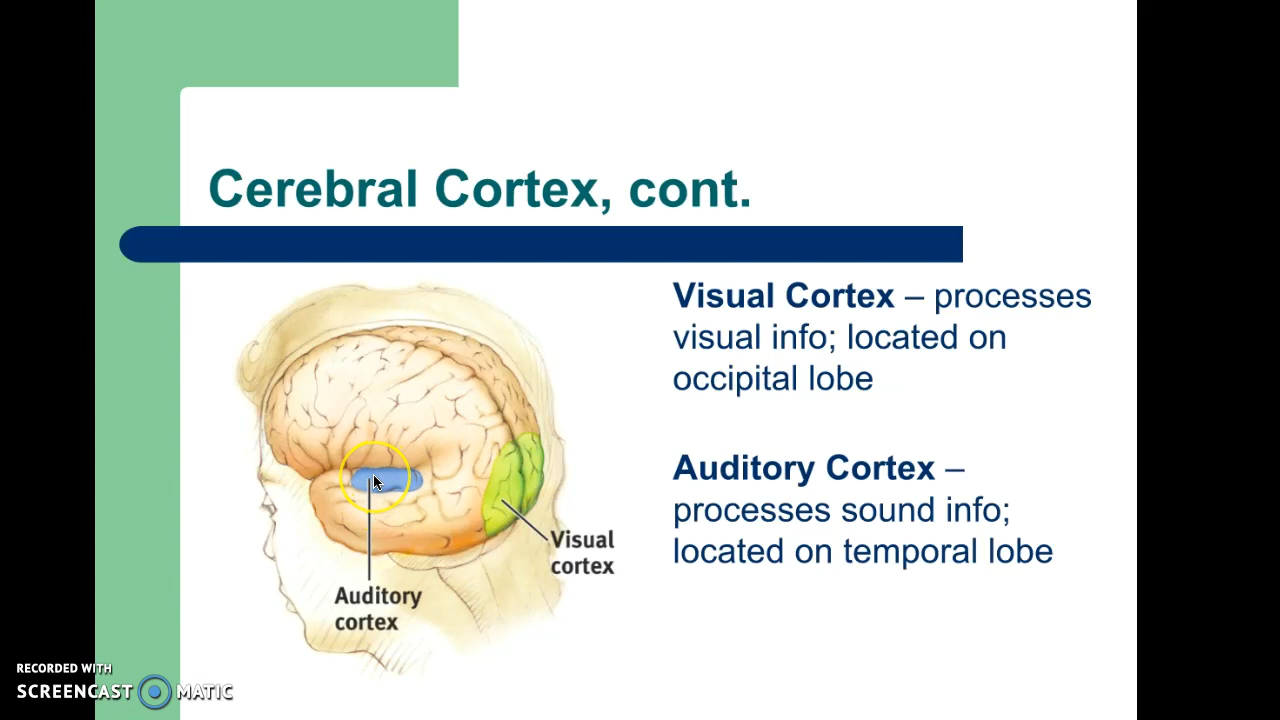 Cerebral Cortex, cont.
Visual Cortex – processes
visual info; located on
occipital lobe
Auditory Cortex –
processes sound info;
located on temporal lobe
Visual
cortex
Auditory
cortex
RECORDED WITH
SCREENCAST MATIC